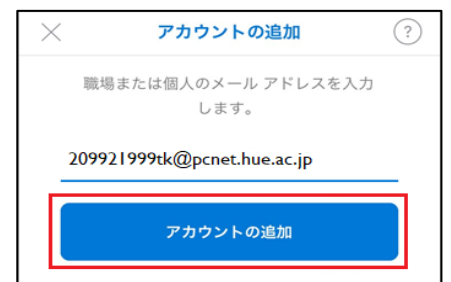 アカウントの追加
?
職場または個人のメール アドレスを入力
します。
209921999tk@pcnet.hue.ac.jp
アカウントの追加